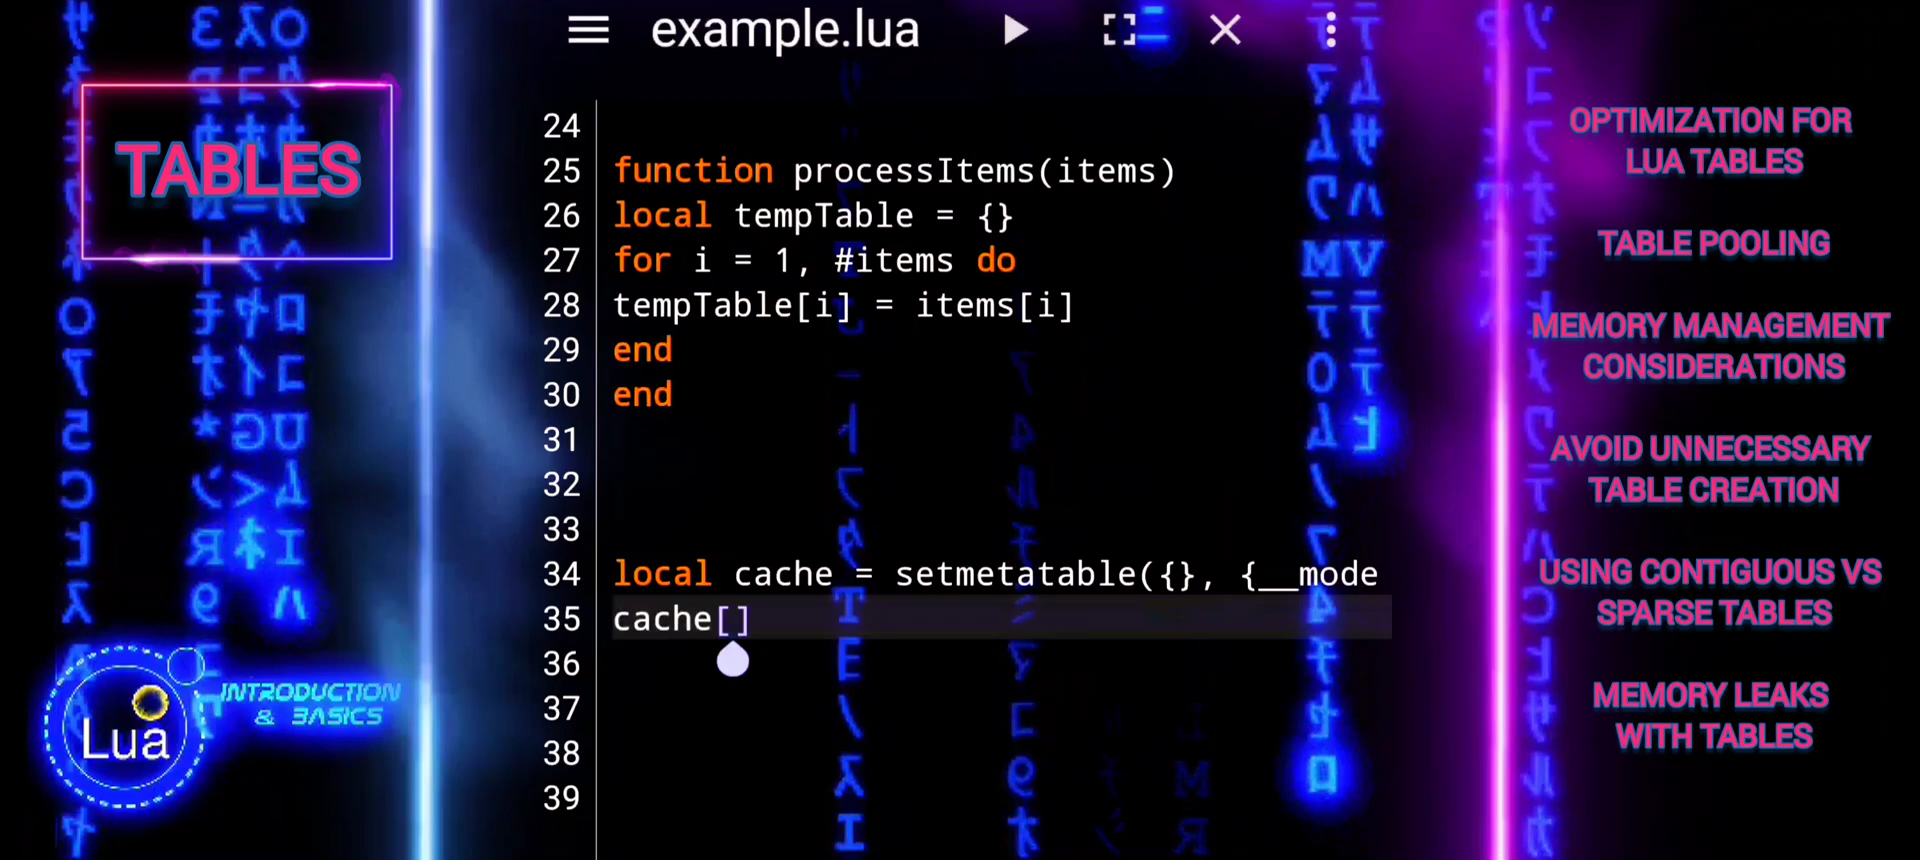 TABLES
Lua
INTRODUCTION
& BASICS
example.lua
24
25 function processItems(items)
26 local tempTable = {}
27 for i = 1, #items do
28 tempTable[i] = items[i]
29 end
30 end
31
32
33
34 local cache = setmetatable({}, {__mode
35 cache[]
36
37
38
39
OPTIMIZATION FOR
LUA TABLES
TABLE POOLING
MEMORY MANAGEMENT
CONSIDERATIONS
AVOID UNNECESSARY
TABLE CREATION
USING CONTIGUOUS VS
SPARSE TABLES
MEMORY LEAKS
WITH TABLES